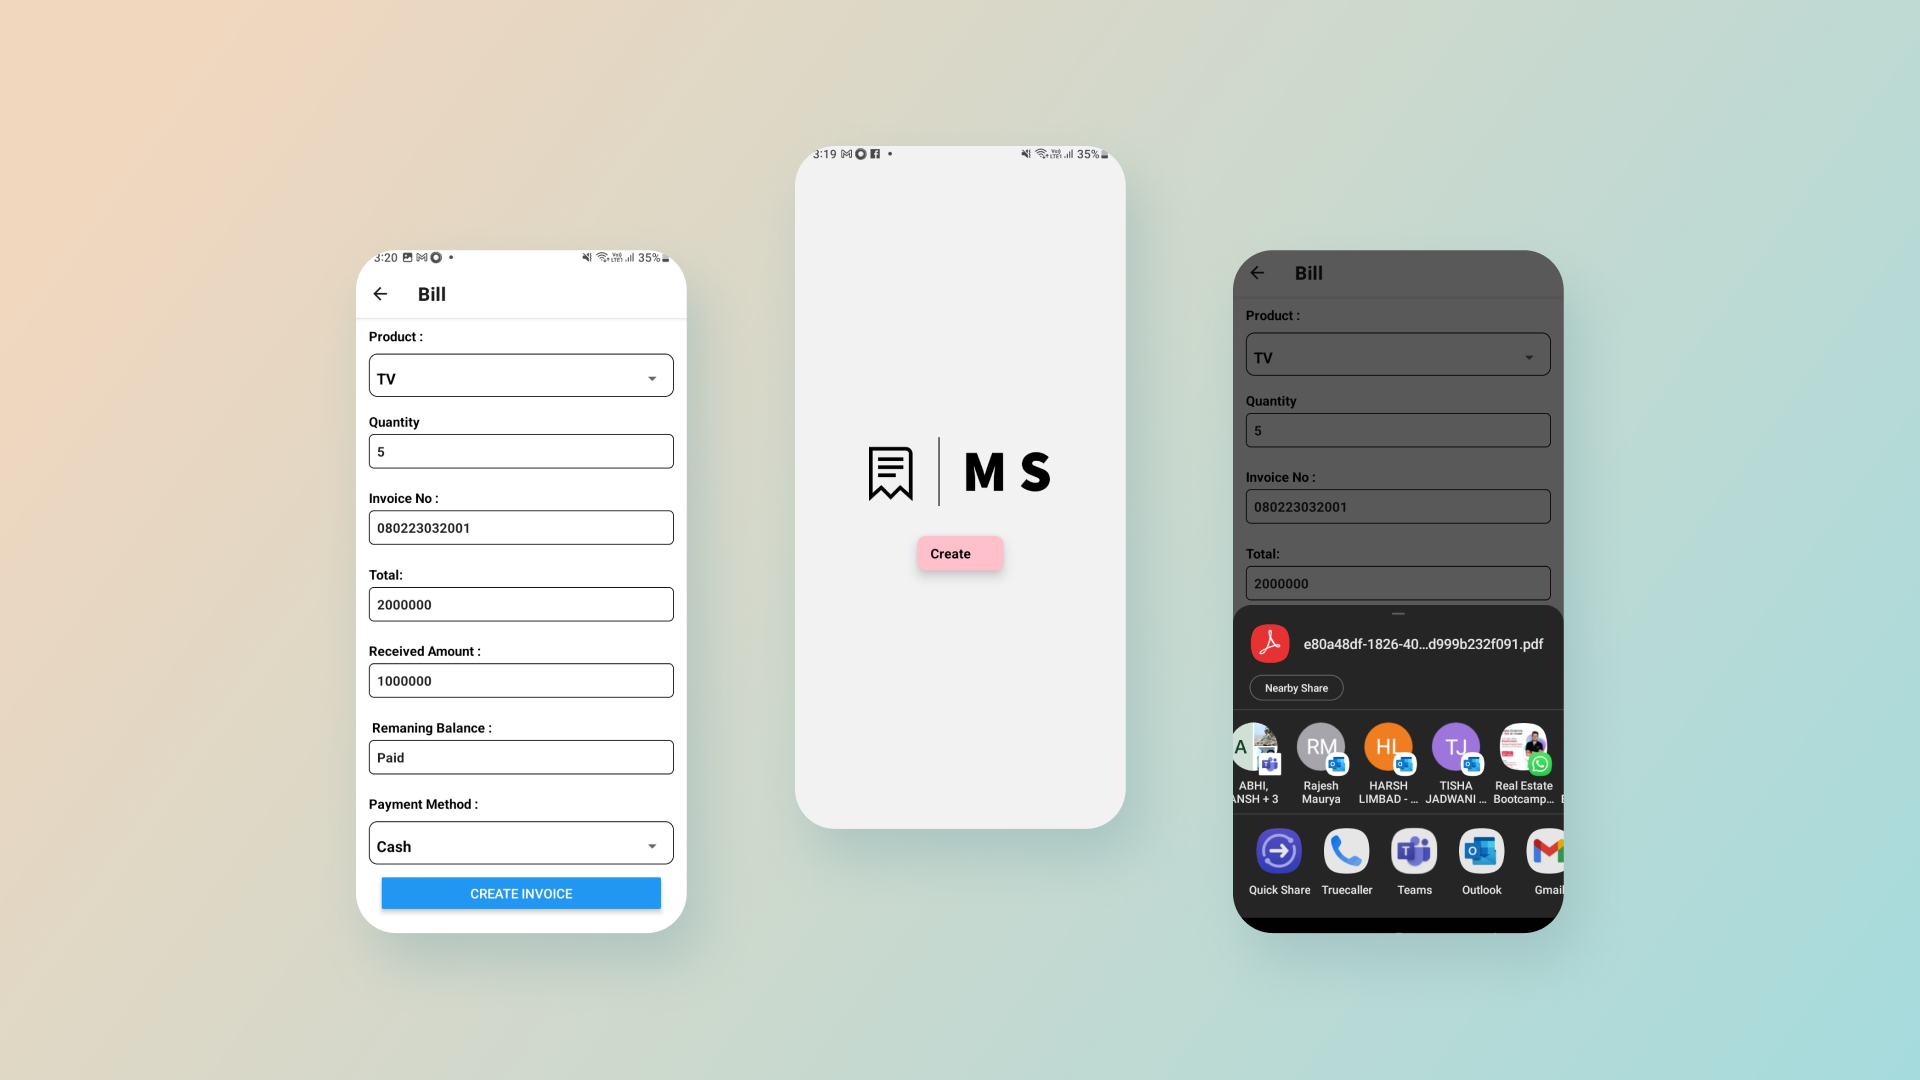 3:20
35%
Bill
Product :
TV
Quantity
5
Invoice No :
080223032001
Total:
2000000
Received Amount :
1000000
Remaning Balance :
Paid
Payment Method :
Cash
CREATE INVOICE
3:19
35%
M S
Create
Bill
Product :
TV
Quantity
5
Invoice No :
080223032001
Total:
2000000
e80a48df-1826-40...d999b232f091.pdf
Nearby Share
A
RM
HL
TJ
ABHI,
ANSH + 3
Rajesh
Maurya
HARSH
LIMBAD - ...
TISHA
JADWANI ...
Real Estate
Bootcamp...
Quick Share
Truecaller
Teams
Outlook
Gmail